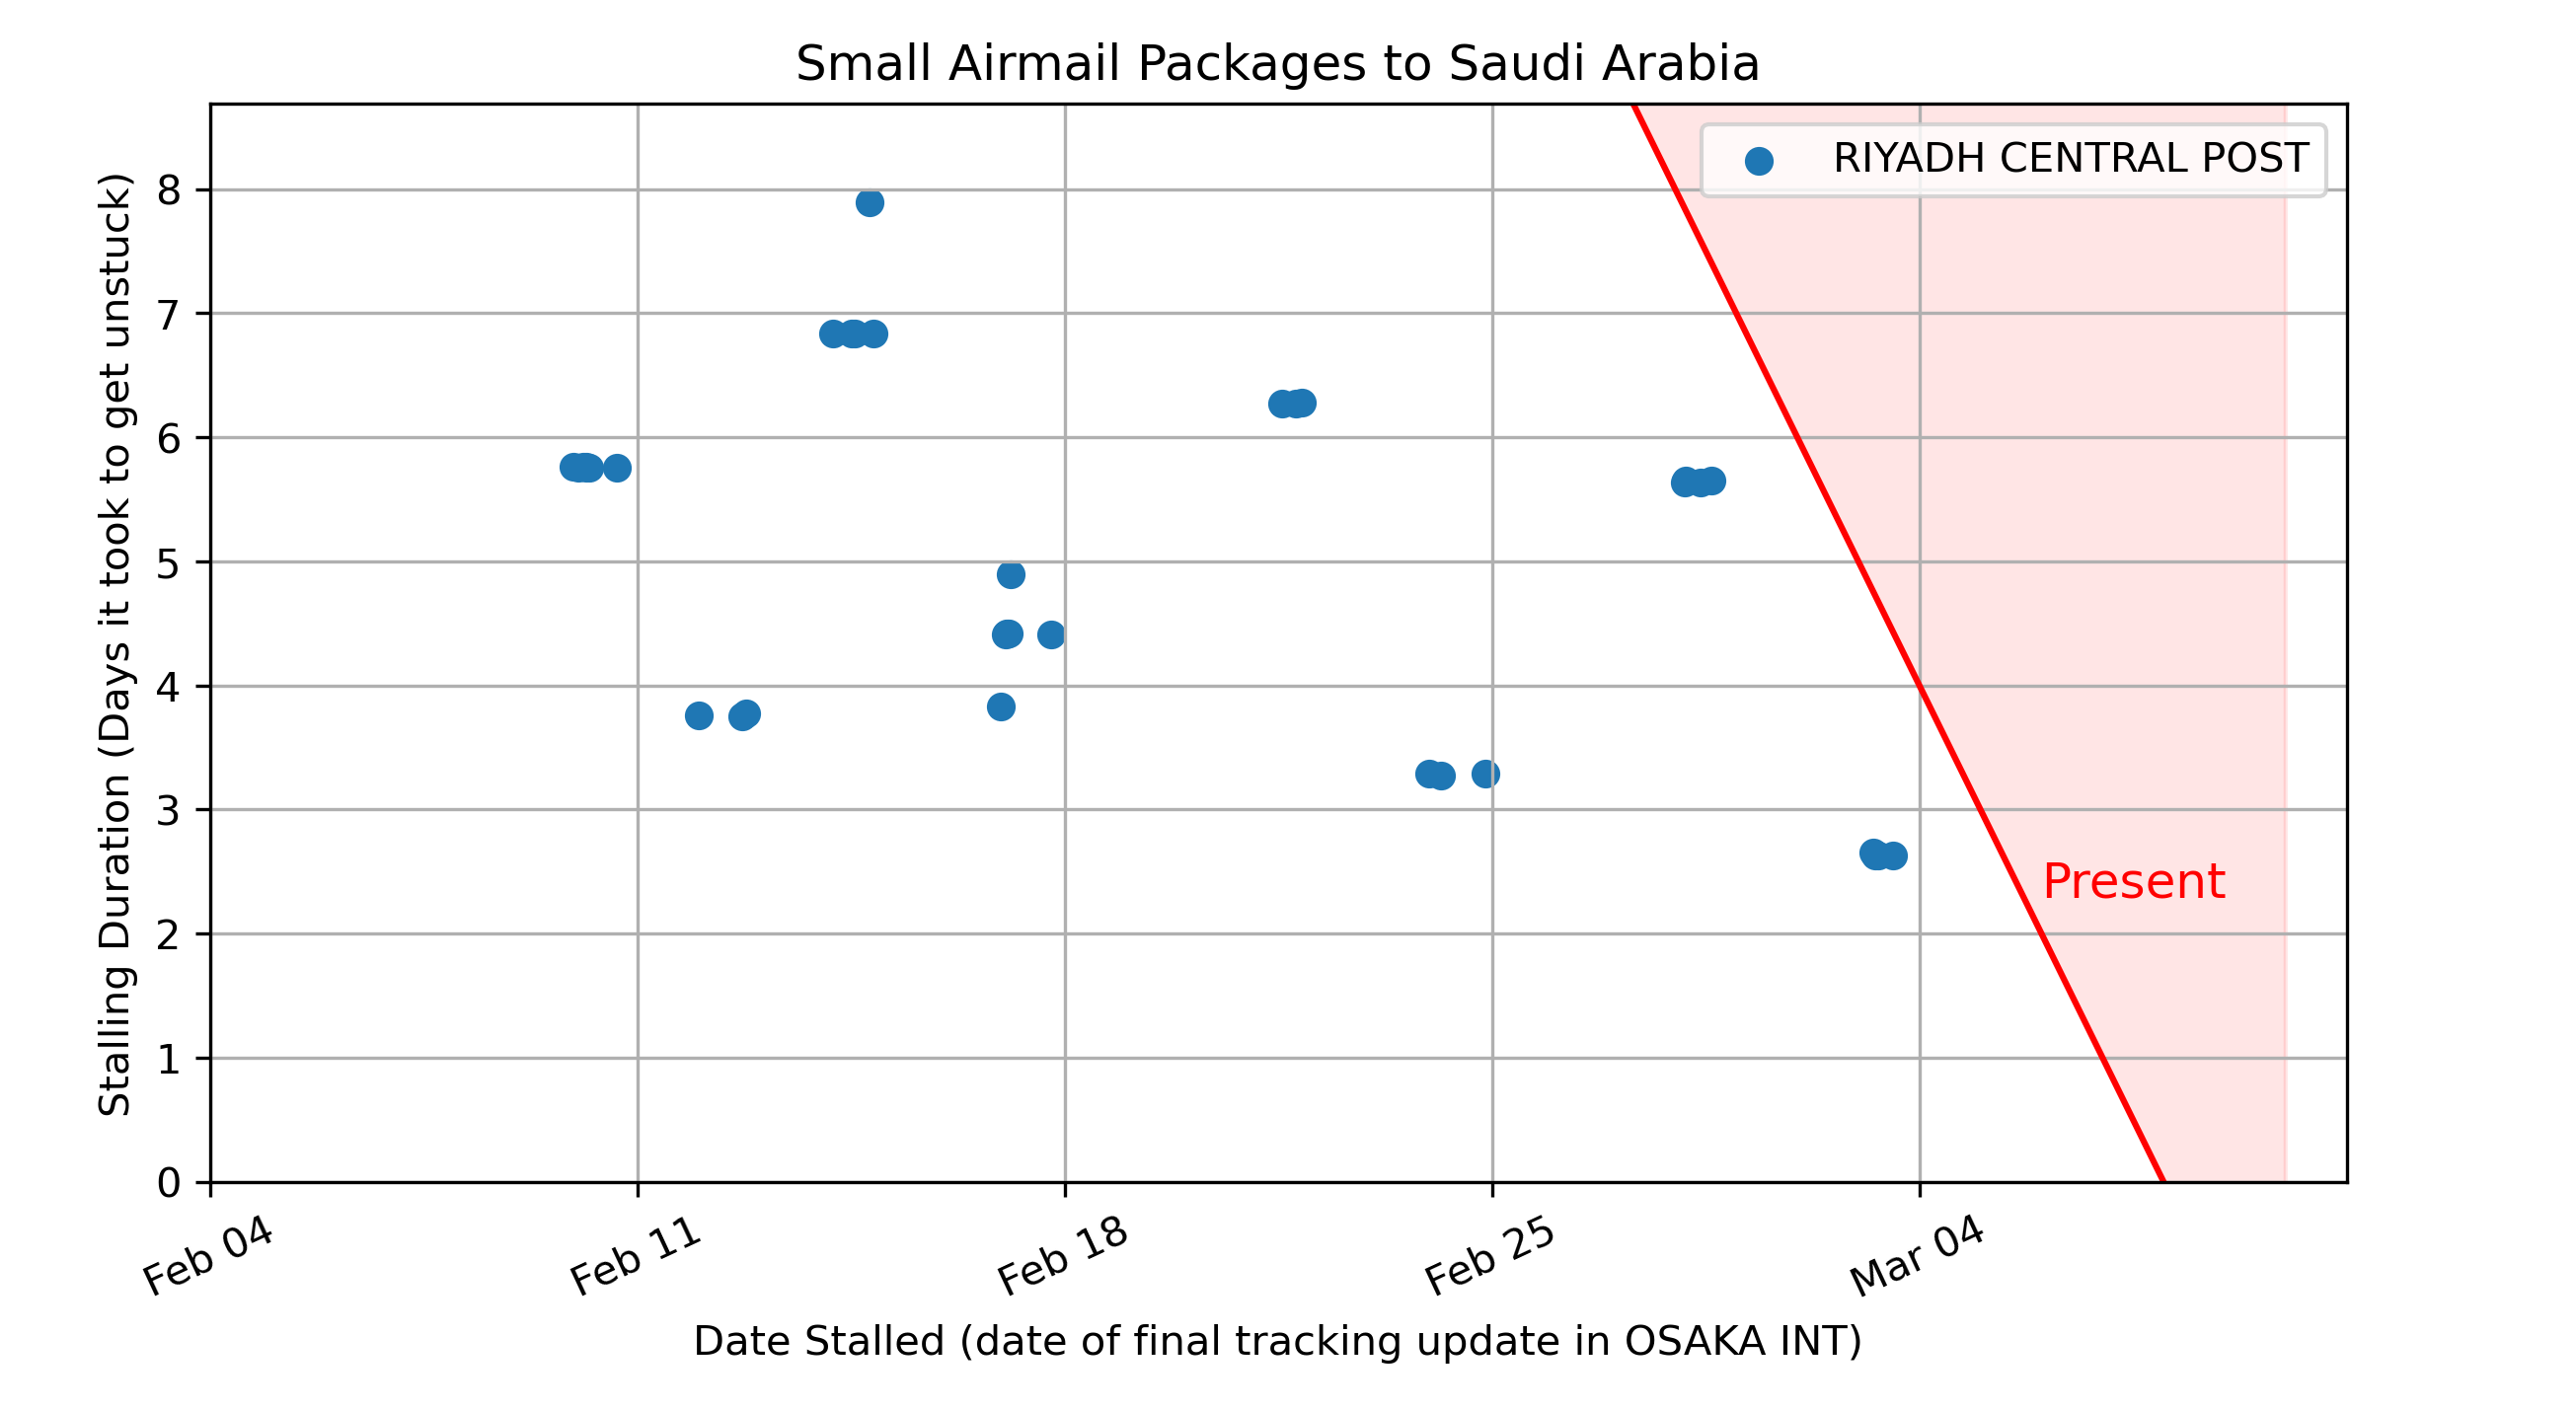 Small Airmail Packages to Saudi Arabia
RIYADH CENTRAL POST
Stalling Duration (Days it took to get unstuck)
8
7
6
5
4
3
2
1
0
Present
Feb 04
Feb 11
Feb 18
Feb 25
Mar 04
Date Stalled (date of final tracking update in OSAKA INT)